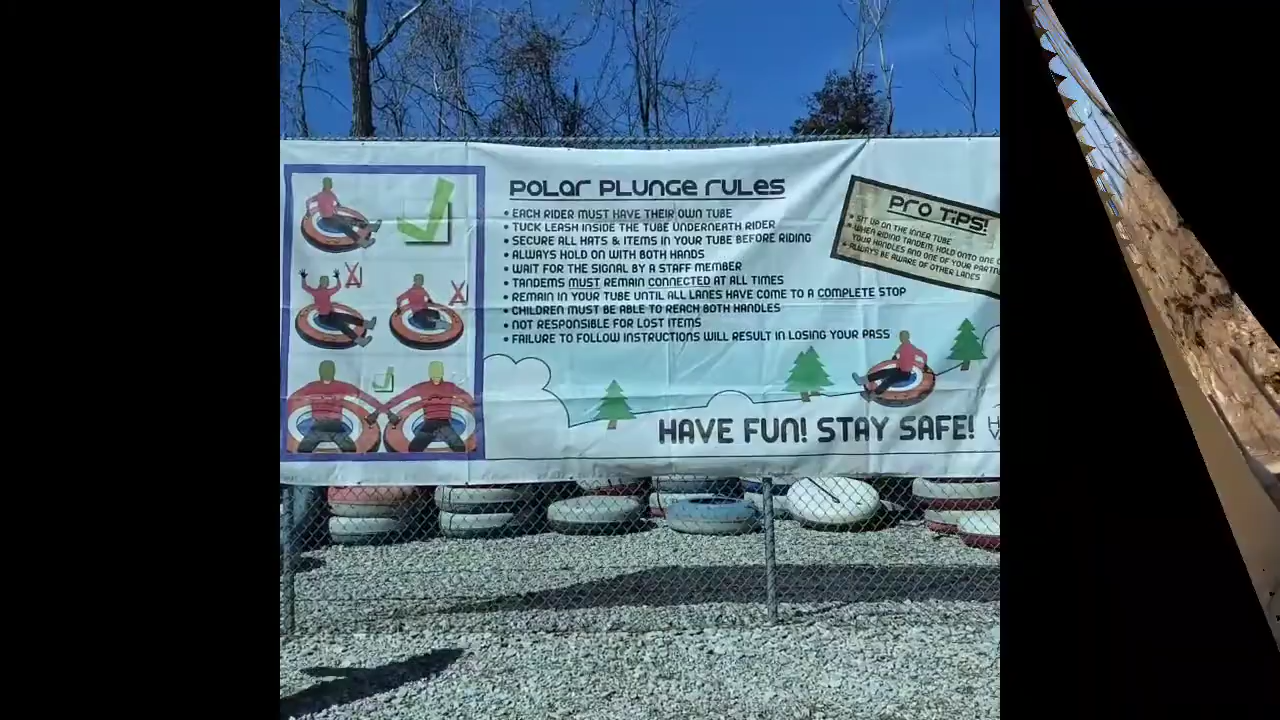 POLAR PLUNGE RULES
• EACH RIDER MUST HAVE THEIR OWN TUBE
• TUCK LEASH INSIDE THE TUBE UNDERNEATH RIDER
• SECURE ALL HATS & ITEMS IN YOUR TUBE BEFORE RIDING
• ALWAYS HOLD ON WITH BOTH HANDS
• WAIT FOR THE SIGNAL BY A STAFF MEMBER
• TANDEMS MUST REMAIN CONNECTED AT ALL TIMES
• REMAIN IN YOUR TUBE UNTIL ALL LANES HAVE COME TO A COMPLETE STOP
• CHILDREN MUST BE ABLE TO REACH BOTH HANDLES
• NOT RESPONSIBLE FOR LOST ITEMS
• FAILURE TO FOLLOW INSTRUCTIONS WILL RESULT IN LOSING YOUR PASS
PRO TIPS!
• SIT UP ON THE INNER TUBE
• WHEN RIDING TANDEM, HOLD ONTO ONE
YOUR HANDLES AND ONE OF YOUR
• ALWAYS BE AWARE OF OTHER LANES
HAVE FUN! STAY SAFE!